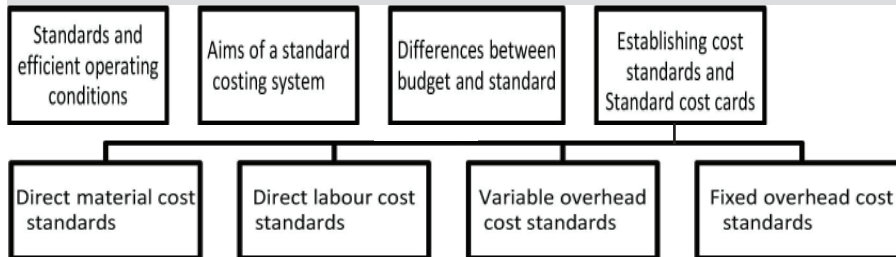 Standards and
efficient operating
conditions
Aims of a standard
costing system
Differences between
budget and standard
Establishing cost
standards and
Standard cost cards
Direct material cost
standards
Direct labour cost
standards
Variable overhead
cost standards
Fixed overhead cost
standards